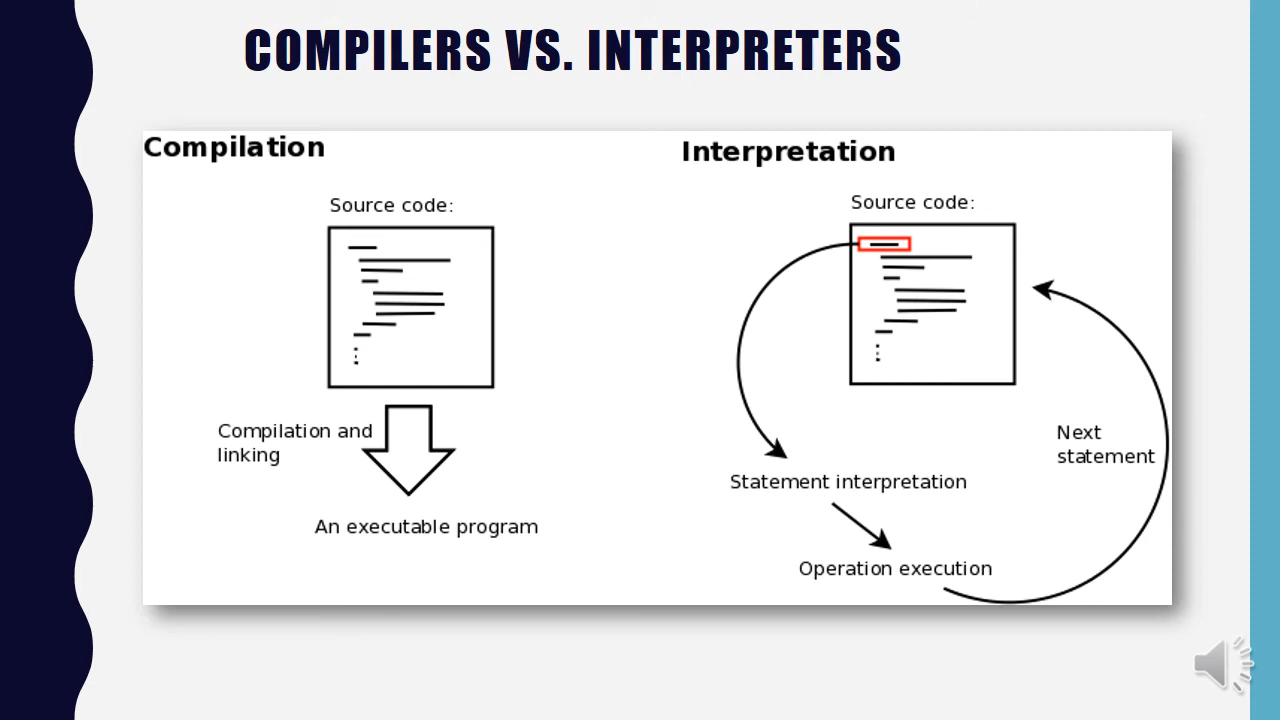 COMPILERS VS. INTERPRETERS
Compilation
Source code:
Compilation and
linking
An executable program
Interpretation
Source code:
Next
statement
Statement interpretation
Operation execution